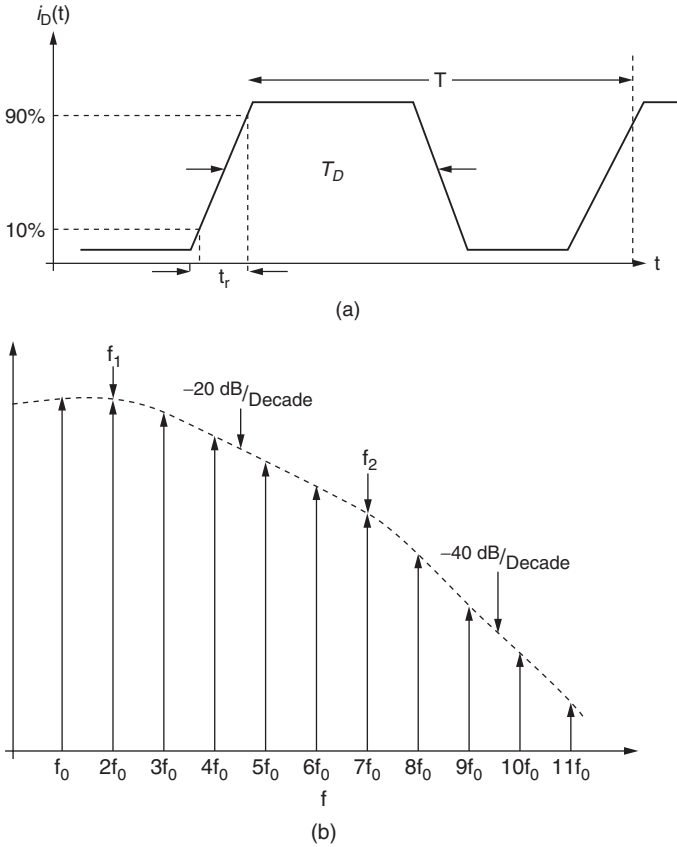 i_D(t)
T
90%
T_D
10%
t_r
t
(a)
f_1
–20 dB/Decade
f_2
–40 dB/Decade
f_0 2f_0 3f_0 4f_0 5f_0 6f_0 7f_0 8f_0 9f_0 10f_0 11f_0
f
(b)